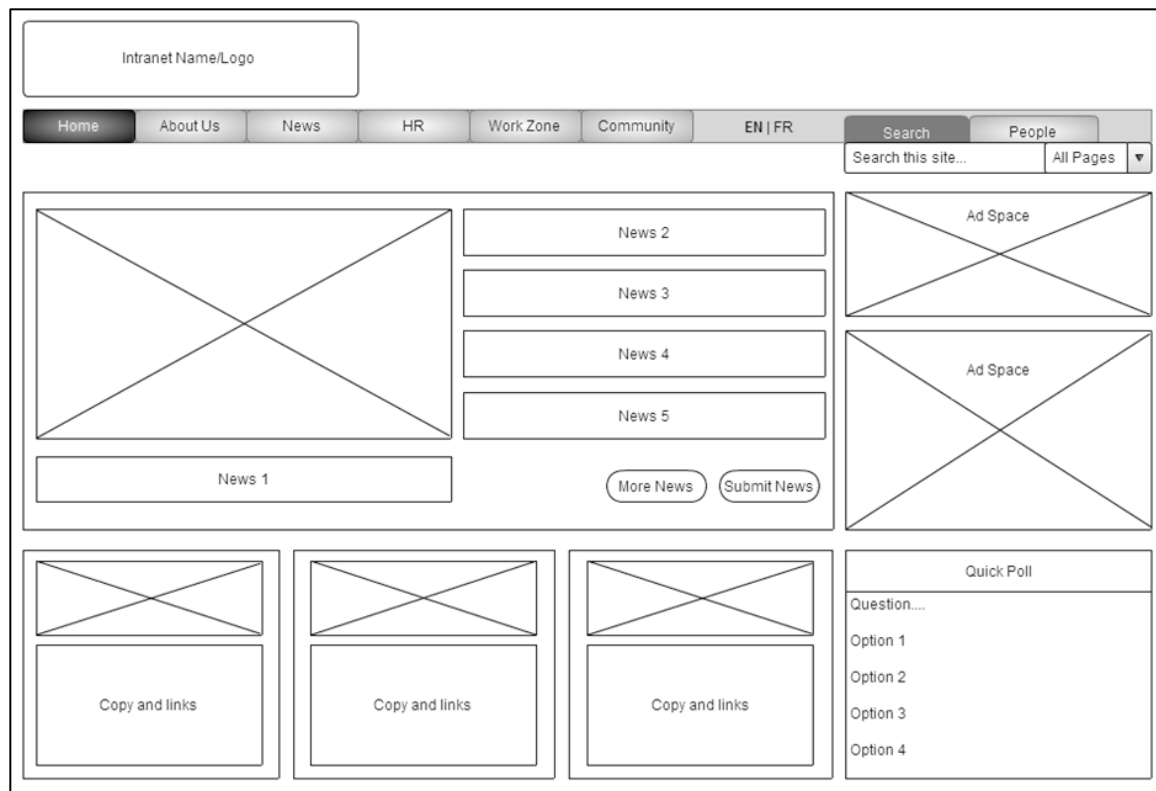 Intranet Name/Logo
Home
About Us
News
HR
Work Zone
Community
EN | FR
Search
People
Search this site...
All Pages
News 2
News 3
News 4
News 5
News 1
More News
Submit News
Ad Space
Ad Space
Copy and links
Copy and links
Copy and links
Quick Poll
Question....
Option 1
Option 2
Option 3
Option 4